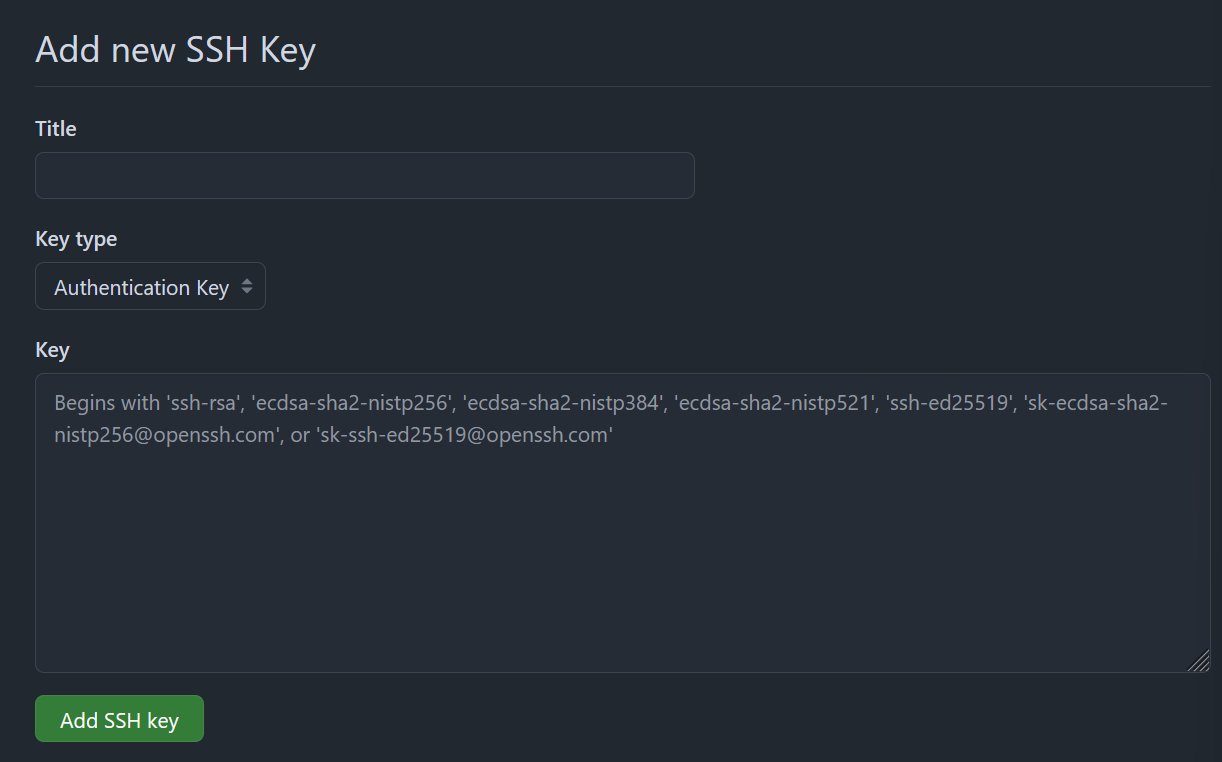 Add new SSH Key
Title
Key type
Authentication Key
Key
Begins with 'ssh-rsa', 'ecdsa-sha2-nistp256', 'ecdsa-sha2-nistp384', 'ecdsa-sha2-nistp521', 'ssh-ed25519', 'sk-ecdsa-sha2-
nistp256@openssh.com', or 'sk-ssh-ed25519@openssh.com'
Add SSH key